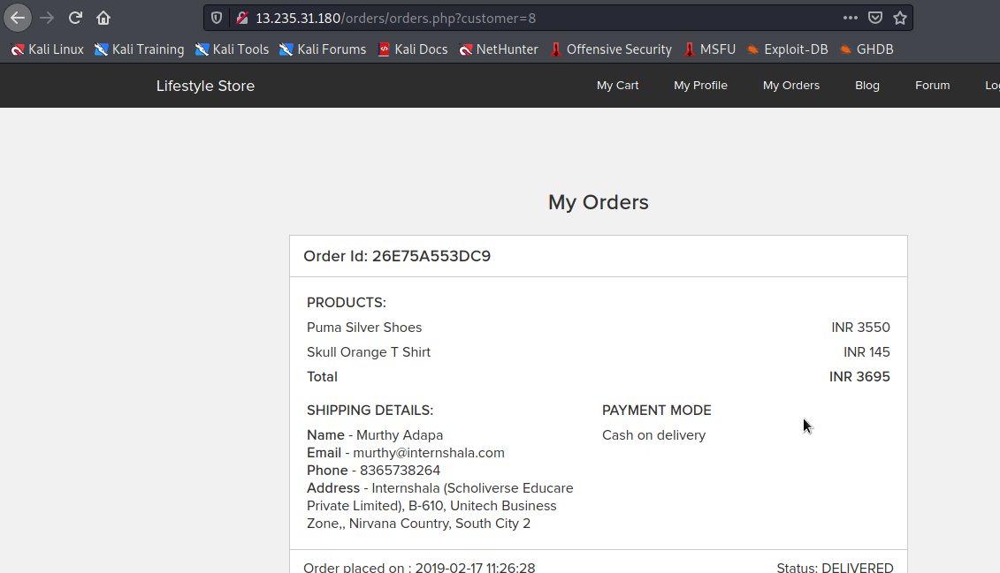 13.235.31.180/orders/orders.php?customer=8
Kali Linux Kali Training Kali Tools Kali Forums Kali Docs NetHunter Offensive Security MSFU Exploit-DB GHDB
Lifestyle Store My Cart My Profile My Orders Blog Forum
My Orders
Order Id: 26E75A553DC9
PRODUCTS:
Puma Silver Shoes INR 3550
Skull Orange T Shirt INR 145
Total INR 3695
SHIPPING DETAILS: PAYMENT MODE
Name - Murthy Adapa Cash on delivery
Email - murthy@internshala.com
Phone - 8365738264
Address - Internshala (Scholiverse Educare
Private Limited), B-610, Unitech Business
Zone,, Nirvana Country, South City 2
Order placed on : 2019-02-17 11:26:28 Status: DELIVERED